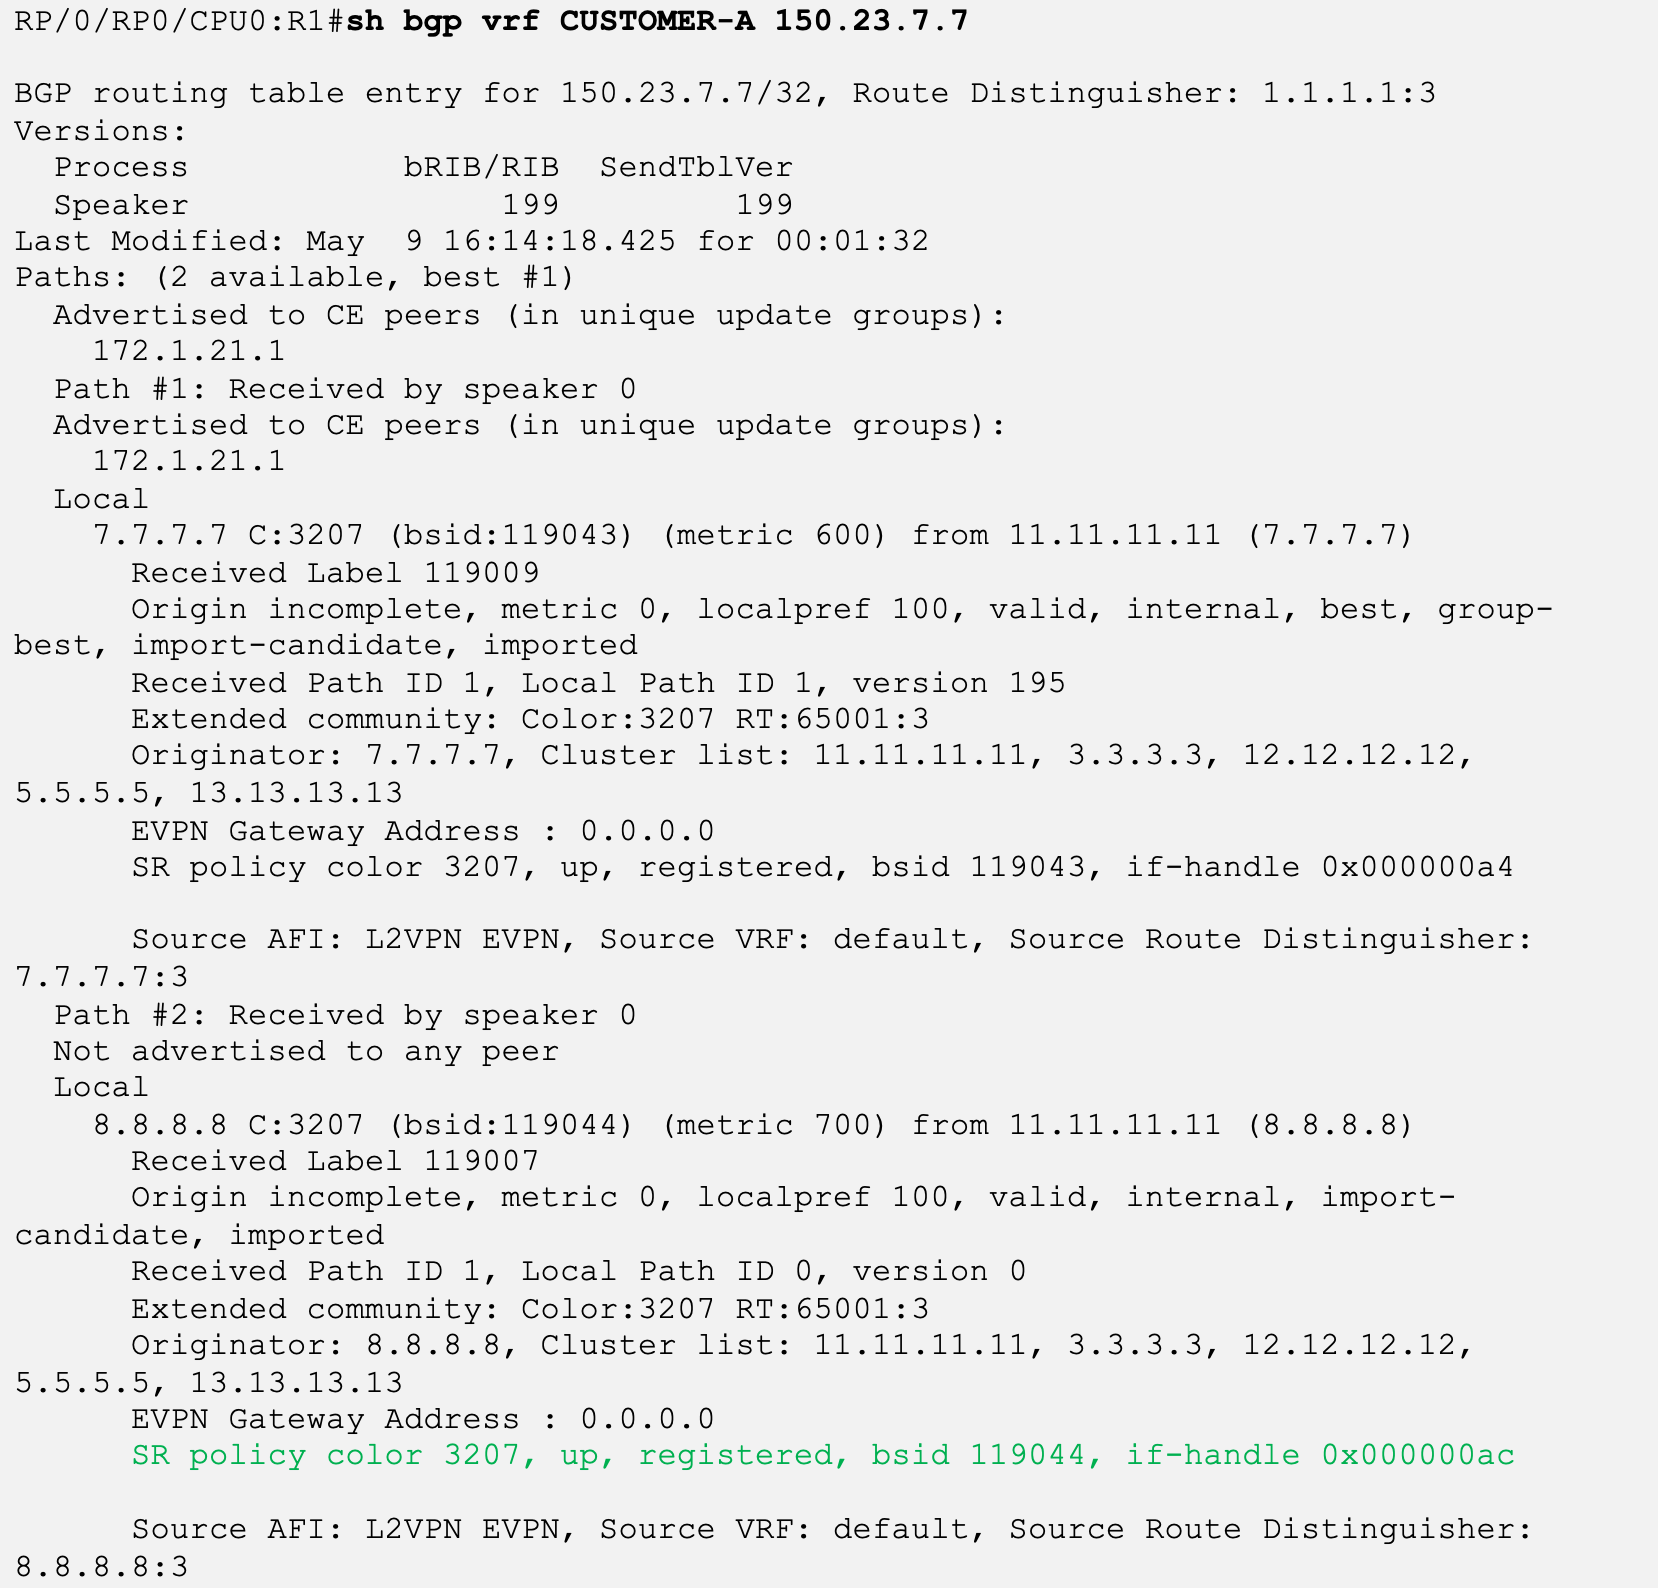 RP/0/RP0/CPU0:R1#sh bgp vrf CUSTOMER-A 150.23.7.7
BGP routing table entry for 150.23.7.7/32, Route Distinguisher: 1.1.1.1:3
Versions:
  Process           bRIB/RIB  SendTblVer
  Speaker                199         199
Last Modified: May  9 16:14:18.425 for 00:01:32
Paths: (2 available, best #1)
  Advertised to CE peers (in unique update groups):
    172.1.21.1
  Path #1: Received by speaker 0
  Advertised to CE peers (in unique update groups):
    172.1.21.1
  Local
    7.7.7.7 C:3207 (bsid:119043) (metric 600) from 11.11.11.11 (7.7.7.7)
      Received Label 119009
      Origin incomplete, metric 0, localpref 100, valid, internal, best, group-
best, import-candidate, imported
      Received Path ID 1, Local Path ID 1, version 195
      Extended community: Color:3207 RT:65001:3
      Originator: 7.7.7.7, Cluster list: 11.11.11.11, 3.3.3.3, 12.12.12.12,
5.5.5.5, 13.13.13.13
      EVPN Gateway Address : 0.0.0.0
      SR policy color 3207, up, registered, bsid 119043, if-handle 0x000000a4
      Source AFI: L2VPN EVPN, Source VRF: default, Source Route Distinguisher:
7.7.7.7:3
  Path #2: Received by speaker 0
  Not advertised to any peer
  Local
    8.8.8.8 C:3207 (bsid:119044) (metric 700) from 11.11.11.11 (8.8.8.8)
      Received Label 119007
      Origin incomplete, metric 0, localpref 100, valid, internal, import-
candidate, imported
      Received Path ID 1, Local Path ID 0, version 0
      Extended community: Color:3207 RT:65001:3
      Originator: 8.8.8.8, Cluster list: 11.11.11.11, 3.3.3.3, 12.12.12.12,
5.5.5.5, 13.13.13.13
      EVPN Gateway Address : 0.0.0.0
      SR policy color 3207, up, registered, bsid 119044, if-handle 0x000000ac
      Source AFI: L2VPN EVPN, Source VRF: default, Source Route Distinguisher:
8.8.8.8:3